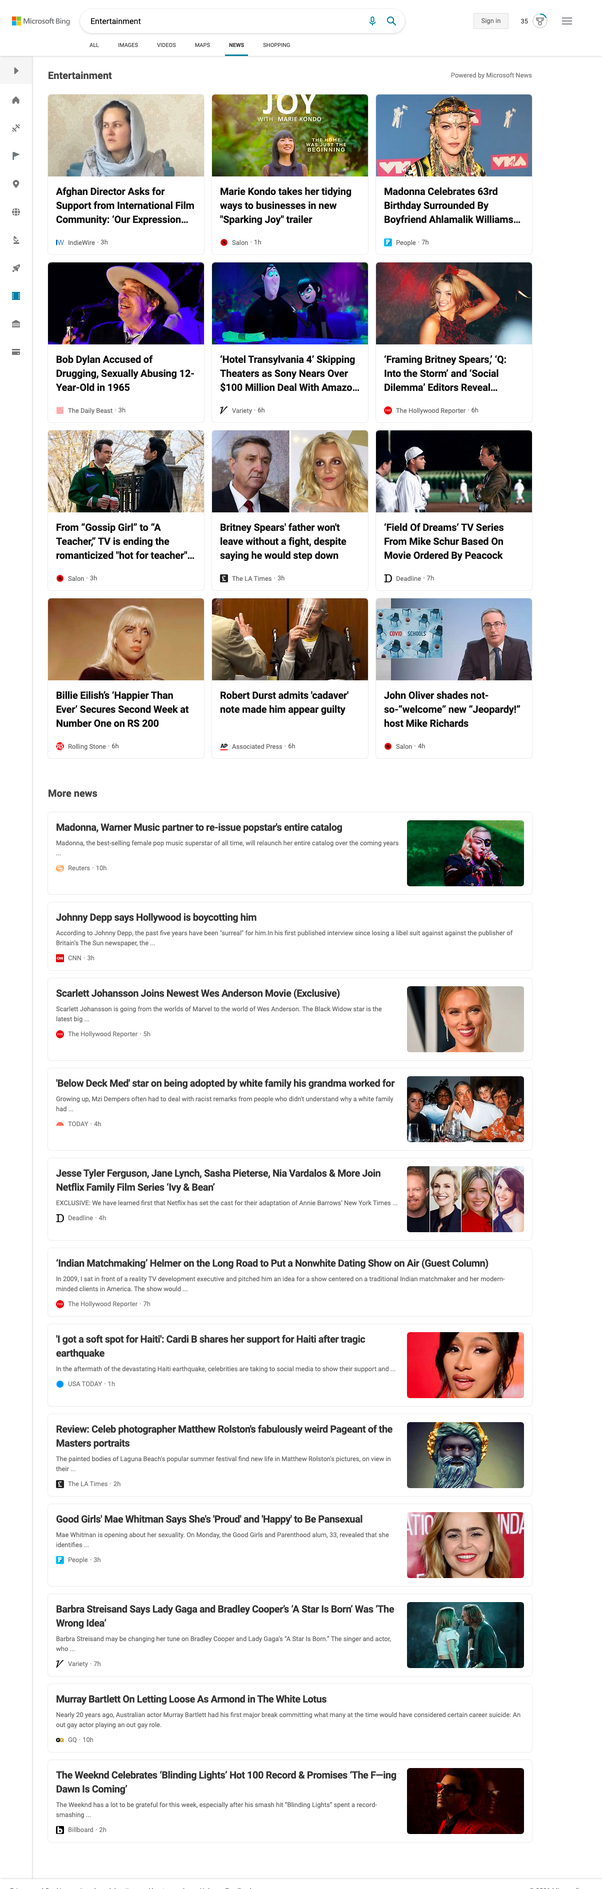 Microsoft Bing
Entertainment
Sign in
35
ALL IMAGES VIDEOS MAPS NEWS SHOPPING
Entertainment
Powered by Microsoft News
JOY
WITH MARIE KONDO
THE HOME
WAS JUST THE
BEGINNING
Afghan Director Asks for
Support from International Film
Community: ‘Our Expression...
IndieWire · 3h
Marie Kondo takes her tidying
ways to businesses in new
"Sparking Joy" trailer
Salon · 1h
Madonna Celebrates 63rd
Birthday Surrounded By
Boyfriend Ahlamalik Williams...
People · 7h
Bob Dylan Accused of
Drugging, Sexually Abusing 12-
Year-Old in 1965
The Daily Beast · 3h
‘Hotel Transylvania 4’ Skipping
Theaters as Sony Nears Over
$100 Million Deal With Amazo...
Variety · 6h
‘Framing Britney Spears,’ ‘Q:
Into the Storm’ and ‘Social
Dilemma’ Editors Reveal...
The Hollywood Reporter · 6h
From “Gossip Girl” to “A
Teacher,” TV is ending the
romanticized "hot for teacher"...
Salon · 3h
Britney Spears' father won't
leave without a fight, despite
saying he would step down
The LA Times · 3h
‘Field Of Dreams’ TV Series
From Mike Schur Based On
Movie Ordered By Peacock
Deadline · 7h
COVID SCHOOLS
Billie Eilish’s ‘Happier Than
Ever’ Secures Second Week at
Number One on RS 200
Rolling Stone · 6h
Robert Durst admits 'cadaver'
note made him appear guilty
AP Associated Press · 6h
John Oliver shades not-
so-“welcome” new “Jeopardy!”
host Mike Richards
Salon · 4h
More news
Madonna, Warner Music partner to re-issue popstar's entire catalog
Madonna, the best-selling female pop music superstar of all time, will relaunch her entire catalog over the coming years
...
Reuters · 10h
Johnny Depp says Hollywood is boycotting him
According to Johnny Depp, the past five years have been "surreal" for him.In his first published interview since losing a libel suit against against the publisher of
Britain's The Sun newspaper, the ...
CNN · 3h
Scarlett Johansson Joins Newest Wes Anderson Movie (Exclusive)
Scarlett Johansson is going from the worlds of Marvel to the world of Wes Anderson. The Black Widow star is the
latest big ...
The Hollywood Reporter · 5h
'Below Deck Med' star on being adopted by white family his grandma worked for
Growing up, Mzi Dempers often had to deal with racist remarks from people who didn't understand why a white family
had ...
TODAY · 4h
Jesse Tyler Ferguson, Jane Lynch, Sasha Pieterse, Nia Vardalos & More Join
Netflix Family Film Series ‘Ivy & Bean’
EXCLUSIVE: We have learned first that Netflix has set the cast for their adaptation of Annie Barrows’ New York Times ...
Deadline · 4h
‘Indian Matchmaking’ Helmer on the Long Road to Put a Nonwhite Dating Show on Air (Guest Column)
In 2009, I sat in front of a reality TV development executive and pitched him an idea for a show centered on a traditional Indian matchmaker and her modern-
minded clients in America. The show would ...
The Hollywood Reporter · 7h
'I got a soft spot for Haiti': Cardi B shares her support for Haiti after tragic
earthquake
In the aftermath of the devastating Haiti earthquake, celebrities are taking to social media to show their support and ...
USA TODAY · 1h
Review: Celeb photographer Matthew Rolston's fabulously weird Pageant of the
Masters portraits
The painted bodies of Laguna Beach's popular summer festival find new life in Matthew Rolston's pictures, on view in
their ...
The LA Times · 2h
Good Girls' Mae Whitman Says She's 'Proud' and 'Happy' to Be Pansexual
Mae Whitman is opening about her sexuality. On Monday, the Good Girls and Parenthood alum, 33, revealed that she
identifies ...
People · 3h
Barbra Streisand Says Lady Gaga and Bradley Cooper’s ‘A Star Is Born’ Was ‘The
Wrong Idea’
Barbra Streisand may be changing her tune on Bradley Cooper and Lady Gaga’s “A Star Is Born.” The singer and actor,
who ...
Variety · 7h
Murray Bartlett On Letting Loose As Armond in The White Lotus
Nearly 20 years ago, Australian actor Murray Bartlett had his first major break committing what many at the time would have considered certain career suicide: An
out gay actor playing an out gay role.
GQ · 10h
The Weeknd Celebrates ‘Blinding Lights’ Hot 100 Record & Promises ‘The F—ing
Dawn Is Coming’
The Weeknd has a lot to be grateful for this week, especially after his smash hit “Blinding Lights” spent a record-
smashing ...
Billboard · 2h